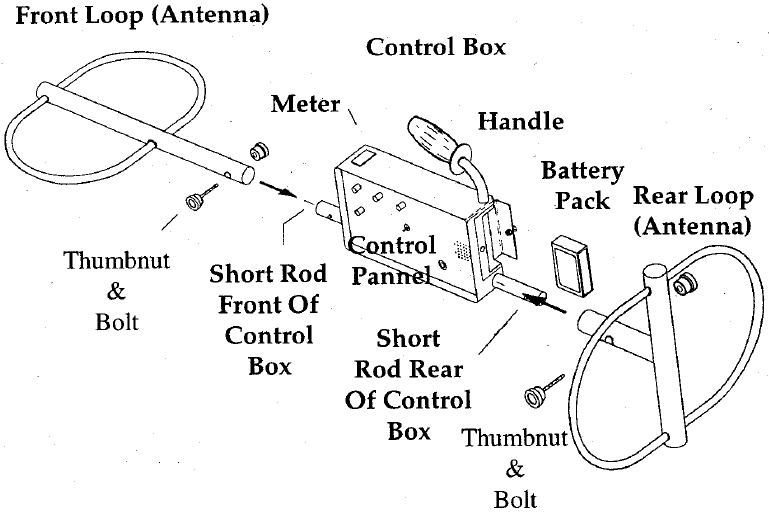 Front Loop (Antenna)
Control Box
Meter
Handle
Battery
Pack
Rear Loop
(Antenna)
Thumbnut
&
Bolt
Short Rod
Front Of
Control
Box
Control
Pannel
Short
Rod Rear
Of Control
Box
Thumbnut
&
Bolt